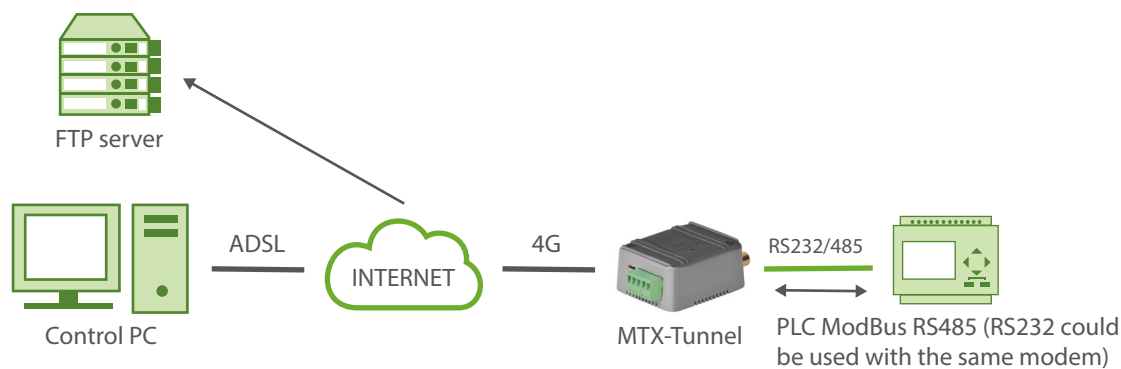 FTP server
ADSL
INTERNET
4G
RS232/485
Control PC
MTX-Tunnel
PLC ModBus RS485 (RS232 could
be used with the same modem)